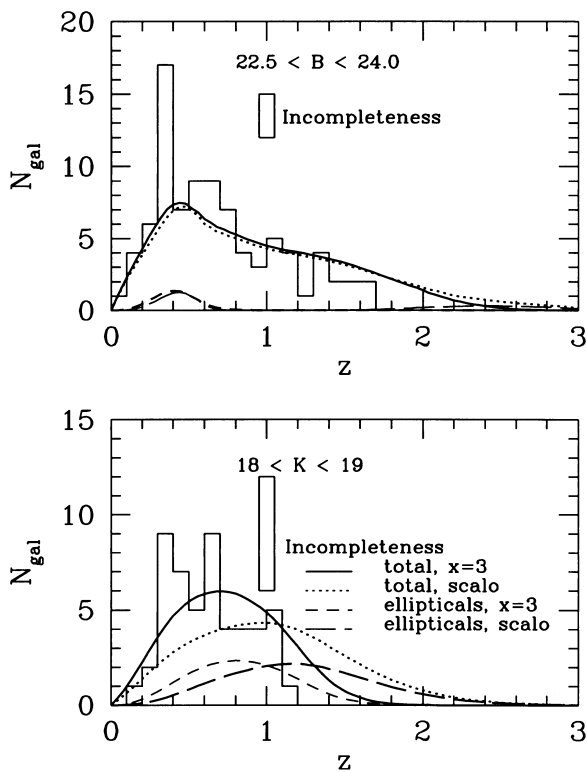 20
22.5 < B < 24.0
15
Incompleteness
N_gal
10
5
0
0 1 2 3
z
15
18 < K < 19
10
Incompleteness
total, x=3
N_gal
total, scalo
5
ellipticals, x=3
ellipticals, scalo
0
0 1 2 3
z